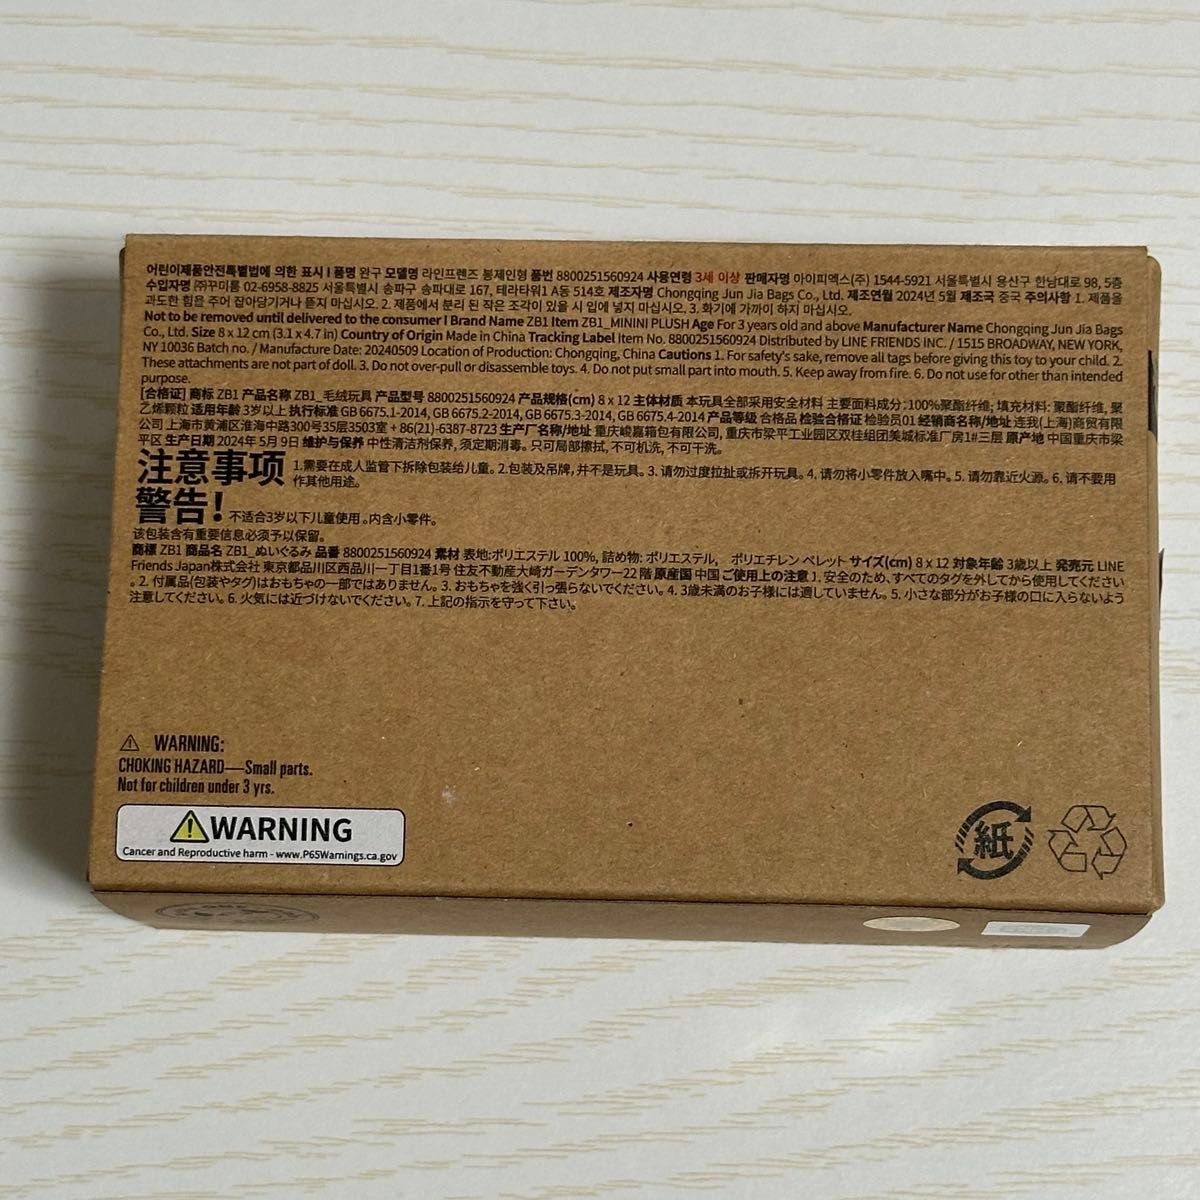 어린이제품안전특별법에 의한 표시 I 품명 완구 모델명 라인프렌즈 봉제인형 품번 8800251560924 사용연령 3세 이상 판매자명 아이피엑스(주) 1544-5921 서울특별시 용산구 한남대로 98, 5층
수입자명 ㈜꾸미룸 02-6958-8825 서울특별시 송파구 송파대로 167, 테라타워1 A동 514호 제조자명 Chongqing Jun Jia Bags Co., Ltd. 제조연월 2024년 5월 제조국 중국 주의사항 1. 제품을
과도한 힘을 주어 잡아당기거나 뜯지 마십시오. 2. 제품에서 분리 된 작은 조각이 있을 시 입에 넣지 마십시오. 3. 화기에 가까이 하지 마십시오.
Not to be removed until delivered to the consumer I Brand Name ZB1 Item ZB1_MININI PLUSH Age For 3 years old and above Manufacturer Name Chongqing Jun Jia Bags
Co., Ltd. Size 8 x 12 cm (3.1 x 4.7 in) Country of Origin Made in China Tracking Label Item No. 8800251560924 Distributed by LINE FRIENDS INC. / 1515 BROADWAY, NEW YORK,
NY 10036 Batch no. / Manufacture Date: 20240509 Location of Production: Chongqing, China Cautions 1. For safety's sake, remove all tags before giving this toy to your child. 2.
These attachments are not part of doll. 3. Do not over-pull or disassemble toys. 4. Do not put small part into mouth. 5. Keep away from fire. 6. Do not use for other than intended
purpose.
[合格证] 商标 ZB1 产品名称 ZB1_毛绒玩具 产品型号 8800251560924 产品规格(cm) 8 x 12 主体材质 本玩具全部采用安全材料 主要面料成分：100%聚酯纤维; 填充材料: 聚酯纤维, 聚
乙烯颗粒 适用年龄 3岁以上 执行标准 GB 6675.1-2014, GB 6675.2-2014, GB 6675.3-2014, GB 6675.4-2014 产品等级 合格品 检验合格证 检验员01 经销商名称/地址 连我(上海)商贸有限
公司 上海市黄浦区淮海中路300号35层3503室 + 86(21)-6387-8723 生产厂名称/地址 重庆峻嘉箱包有限公司, 重庆市梁平工业园区双桂组团美城标准厂房1#三层 原产地 中国重庆市梁
平区 生产日期 2024年 5月 9日 维护与保养 中性清洁剂保养, 须定期消毒。只可局部擦拭, 不可机洗, 不可干洗。
注意事项 1.需要在成人监管下拆除包装给儿童。2.包装及吊牌, 并不是玩具。3. 请勿过度拉扯或拆开玩具。4. 请勿将小零件放入嘴中。5. 请勿靠近火源。6. 请不要用
作其他用途。
警告! 不适合3岁以下儿童使用。内含小零件。
该包装含有重要信息必须予以保留。
商標 ZB1 商品名 ZB1_ぬいぐるみ 品番 8800251560924 素材 表地:ポリエステル 100%, 詰め物: ポリエステル, ポリエチレン ペレット サイズ(cm) 8 x 12 対象年齢 3歳以上 発売元 LINE
Friends Japan株式会社 東京都品川区西品川一丁目1番1号 住友不動産大崎ガーデンタワー22 階 原産国 中国 ご使用上の注意 1. 安全のため、すべてのタグを外してから使用してください
。2. 付属品(包装やタグ)はおもちゃの一部ではありません。3. おもちゃを強く引っ張らないでください。4. 3歳未満のお子様には適していません。5. 小さな部分がお子様の口に入らないよう
注意してください。6. 火気には近づけないでください。7. 上記の指示を守って下さい。
WARNING:
CHOKING HAZARD—Small parts.
Not for children under 3 yrs.
WARNING
Cancer and Reproductive harm - www.P65Warnings.ca.gov
紙